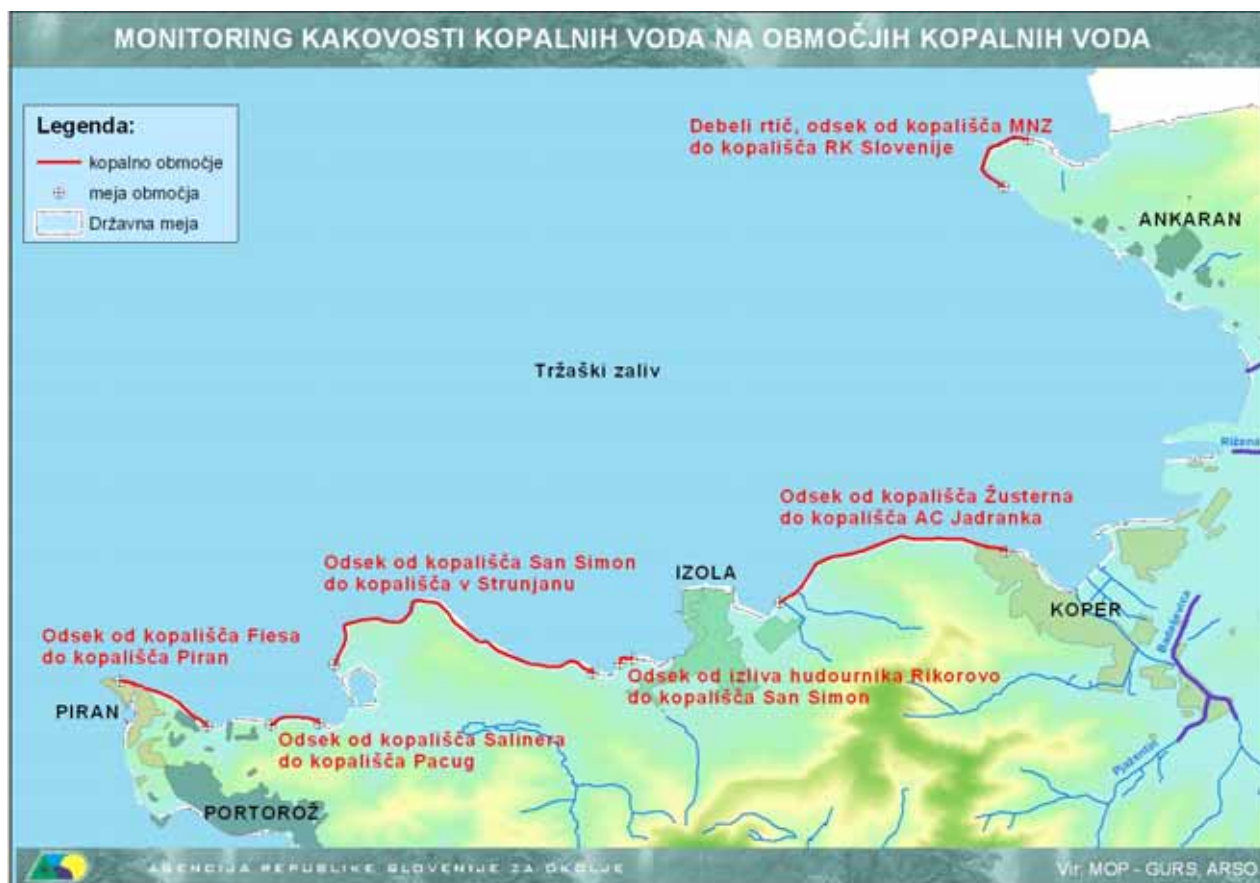 MONITORING KAKOVOSTI KOPALNIH VODA NA OBMOČJIH KOPALNIH VODA
Legenda:
kopalno območje
meja območja
Državna meja
Debeli rtič, odsek od kopališča MNZ
do kopališča RK Slovenije
ANKARAN
Tržaški zaliv
Rižana
Odsek od kopališča Žusterna
do kopališča AC Jadranka
Odsek od kopališča San Simon
do kopališča v Strunjanu
IZOLA
KOPER
Badaševica
Odsek od kopališča Fiesa
do kopališča Piran
Odsek od izliva hudournika Rikorovo
do kopališča San Simon
PIRAN
Odsek od kopališča Salinera
do kopališča Pacug
PORTOROŽ
AGENCIJA REPUBLIKE SLOVENIJE ZA OKOLJE
Vir: MOP - GURS, ARSO